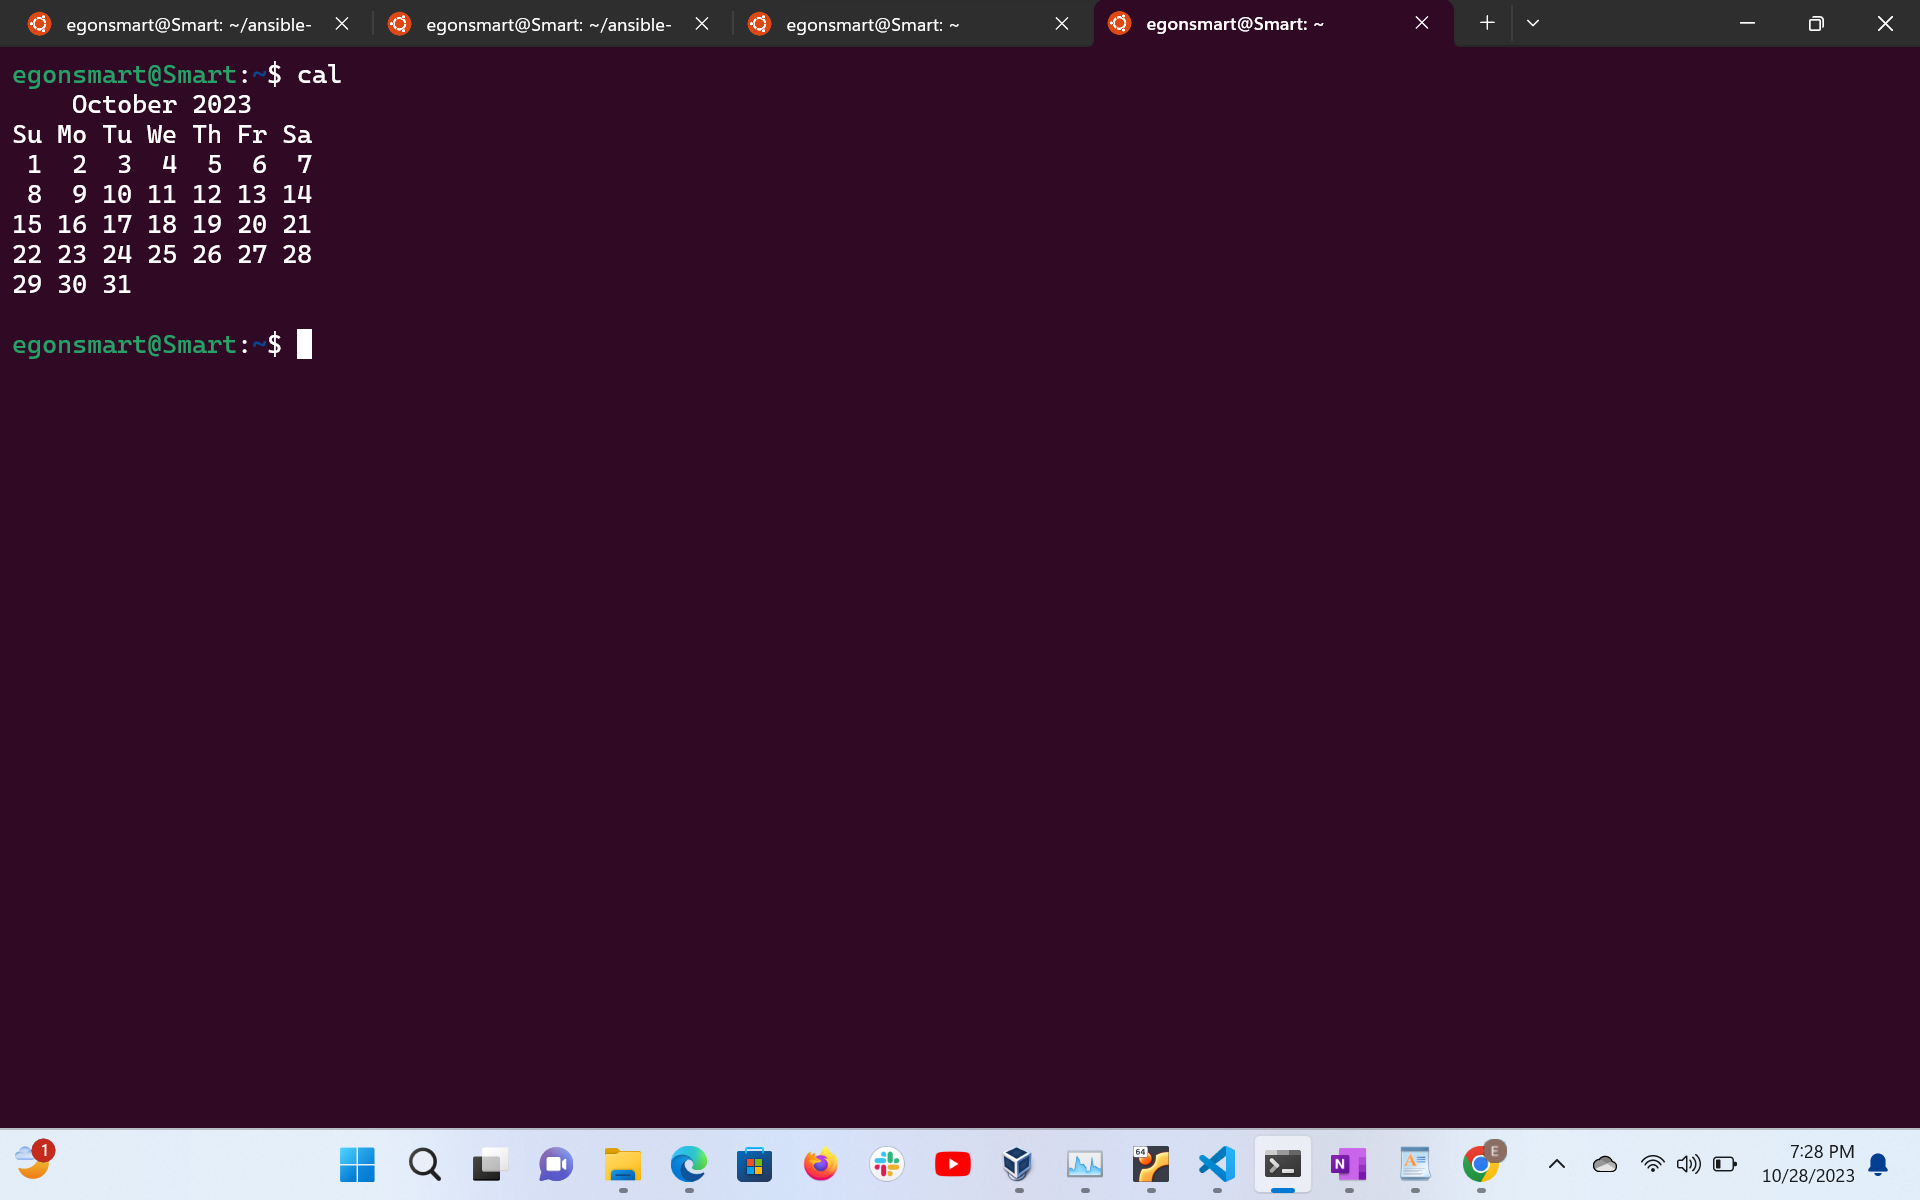 egonsmart@Smart: ~/ansible-
egonsmart@Smart: ~/ansible-
egonsmart@Smart: ~
egonsmart@Smart: ~
egonsmart@Smart:~$ cal
    October 2023
Su Mo Tu We Th Fr Sa
 1  2  3  4  5  6  7
 8  9 10 11 12 13 14
15 16 17 18 19 20 21
22 23 24 25 26 27 28
29 30 31
egonsmart@Smart:~$
1
64
N
A
E
7:28 PM
10/28/2023